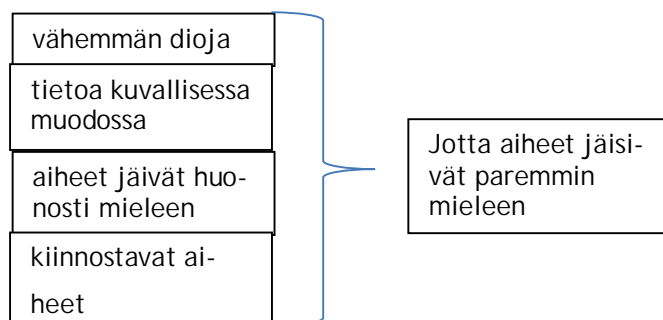 vähemmän dioja
tietoa kuvallisessa
muodossa
aiheet jäivät huo-
nosti mieleen
kiinnostavat ai-
heet
Jotta aiheet jäisi-
vät paremmin
mieleen